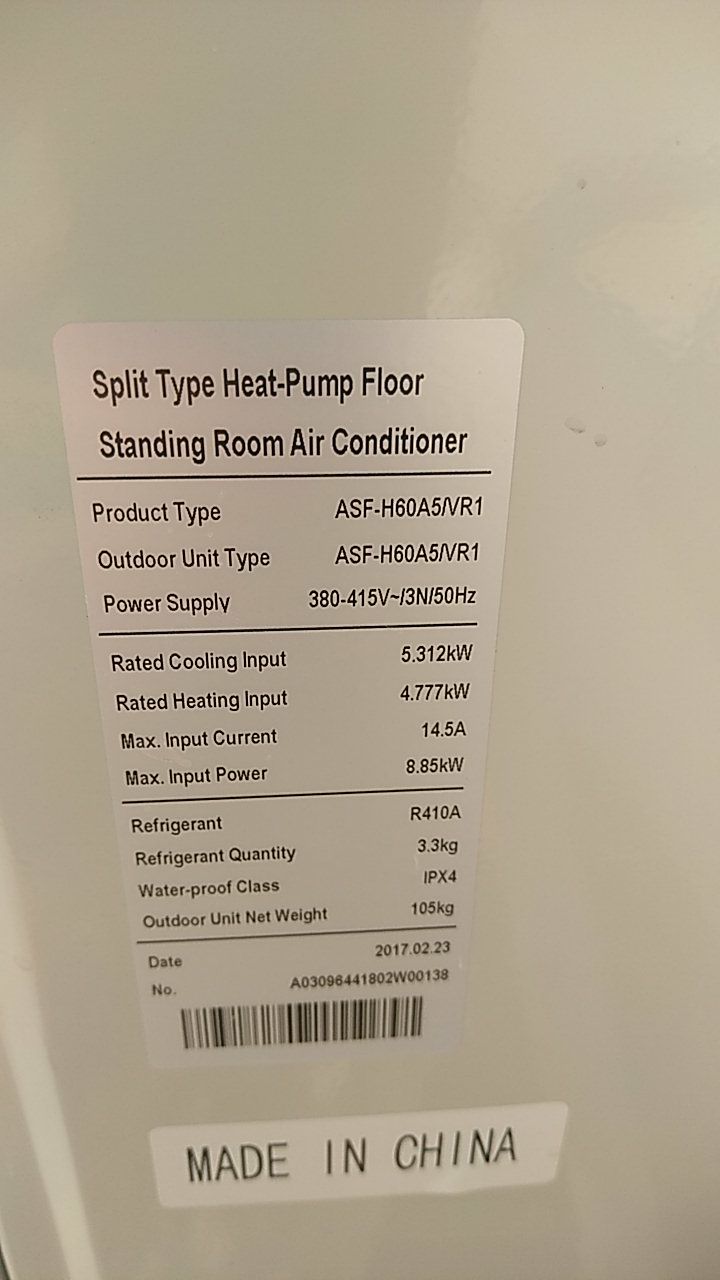 Split Type Heat-Pump Floor
Standing Room Air Conditioner
Product Type ASF-H60A5/VR1
Outdoor Unit Type ASF-H60A5/VR1
Power Supply 380-415V~/3N/50Hz
Rated Cooling Input 5.312kW
Rated Heating Input 4.777kW
Max. Input Current 14.5A
Max. Input Power 8.85kW
Refrigerant R410A
Refrigerant Quantity 3.3kg
Water-proof Class IPX4
Outdoor Unit Net Weight 105kg
Date 2017.02.23
No. A03096441802W00138
MADE IN CHINA